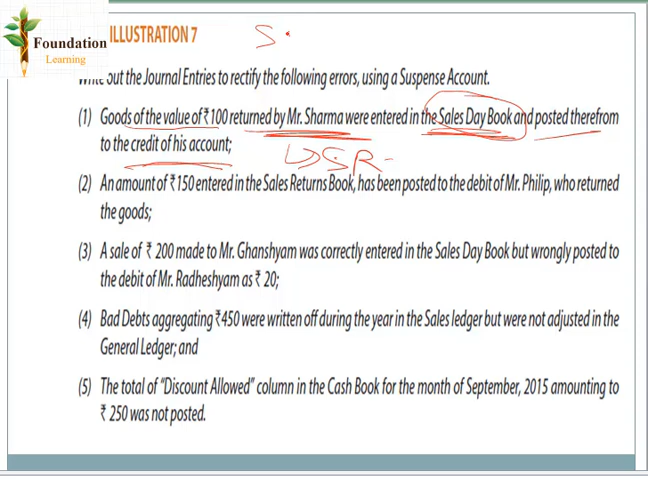 Foundation
Learning
ILLUSTRATION 7
S
Write out the Journal Entries to rectify the following errors, using a Suspense Account.
(1) Goods of the value of ₹100 returned by Mr. Sharma were entered in the Sales Day Book and posted therefrom
to the credit of his account;
(2) An amount of ₹150 entered in the Sales Returns Book, has been posted to the debit of Mr. Philip, who returned
the goods;
(3) A sale of ₹ 200 made to Mr. Ghanshyam was correctly entered in the Sales Day Book but wrongly posted to
the debit of Mr. Radheshyam as ₹ 20;
(4) Bad Debts aggregating ₹450 were written off during the year in the Sales ledger but were not adjusted in the
General Ledger; and
(5) The total of “Discount Allowed” column in the Cash Book for the month of September, 2015 amounting to
₹ 250 was not posted.